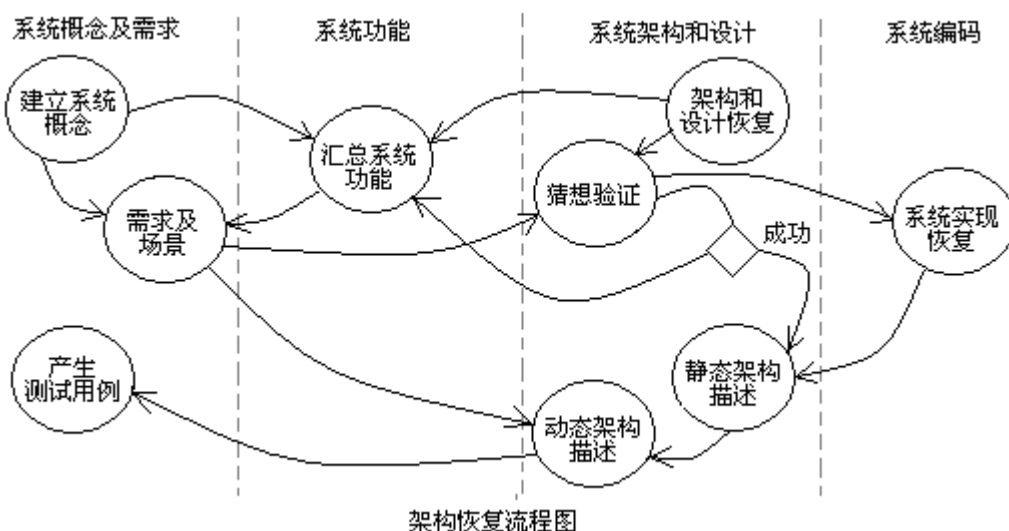 系统概念及需求
系统功能
系统架构和设计
系统编码
建立系统
概念
架构和
设计恢复
汇总系统
功能
猜想验证
需求及
场景
成功
系统实现
恢复
产生
测试用例
静态架构
描述
动态架构
描述
架构恢复流程图